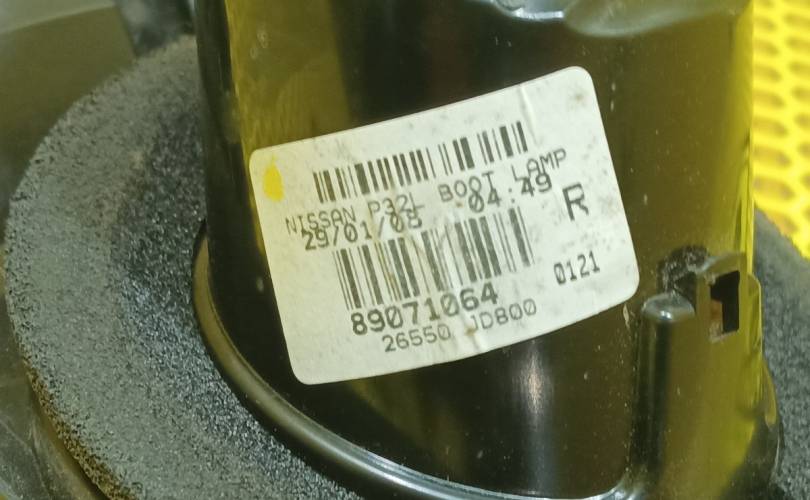 NISSAN P32L BOOT LAMP
29/01/08 04:49
R
89071064
0121
26550 JD800